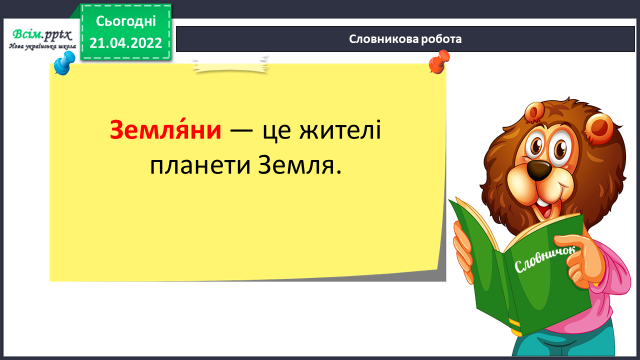 Всім.pptx
Нова українська школа
Сьогодні
21.04.2022
Словникова робота
Земля́ни — це жителі
планети Земля.
Словничок